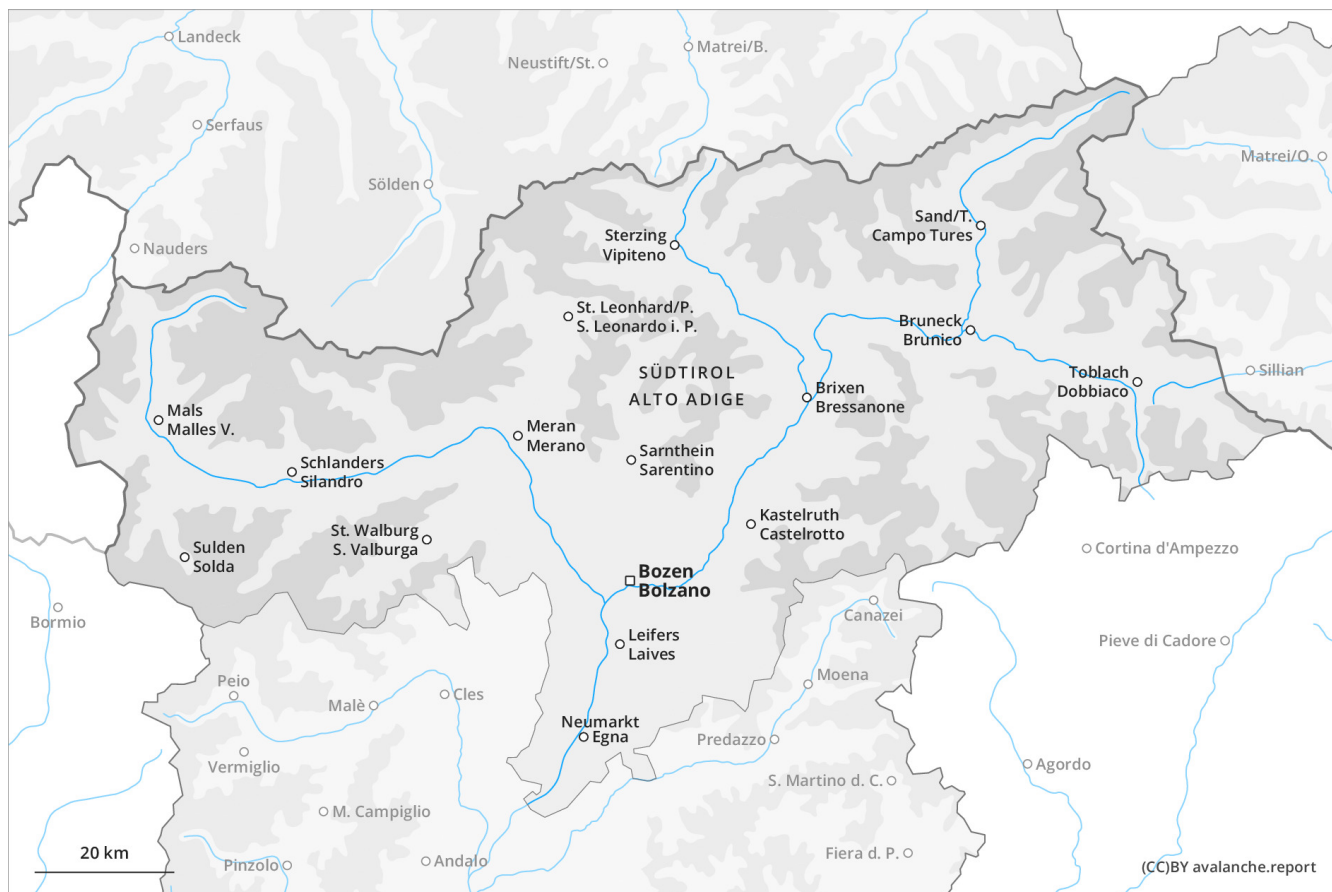 Landeck
Matrei/B.
Neustift/St.
Serfaus
Matrei/O.
Sölden
Sand/T.
Campo Tures
Nauders
Sterzing
Vipiteno
St. Leonhard/P.
S. Leonardo i. P.
Bruneck
Brunico
SÜDTIROL
ALTO ADIGE
Toblach
Dobbiaco
Sillian
Brixen
Bressanone
Mals
Malles V.
Meran
Merano
Schlanders
Silandro
Sarnthein
Sarentino
Kastelruth
Castelrotto
St. Walburg
S. Valburga
Sulden
Solda
Cortina d'Ampezzo
Bozen
Bolzano
Bormio
Canazei
Leifers
Laives
Pieve di Cadore
Peio
Malè
Cles
Moena
Neumarkt
Egna
Predazzo
Vermiglio
Agordo
S. Martino d. C.
M. Campiglio
20 km
Pinzolo
Andalo
Fiera d. P.
(CC)BY avalanche.report